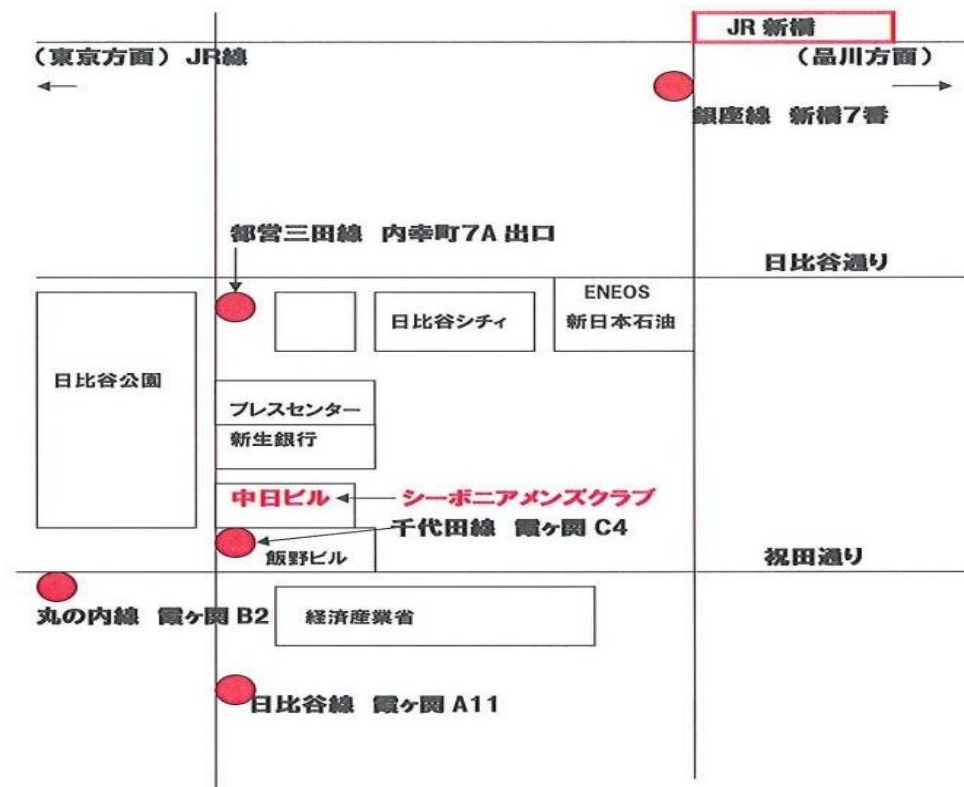 JR 新橋
(東京方面) JR線
(品川方面)
銀座線 新橋7番
都営三田線 内幸町7A 出口
日比谷通り
ENEOS
新日本石油
日比谷シティ
日比谷公園
プレスセンター
新生銀行
中日ビル
シーボニアメンズクラブ
千代田線 霞ヶ関 C4
飯野ビル
祝田通り
丸の内線 霞ヶ関 B2
経済産業省
日比谷線 霞ヶ関 A11